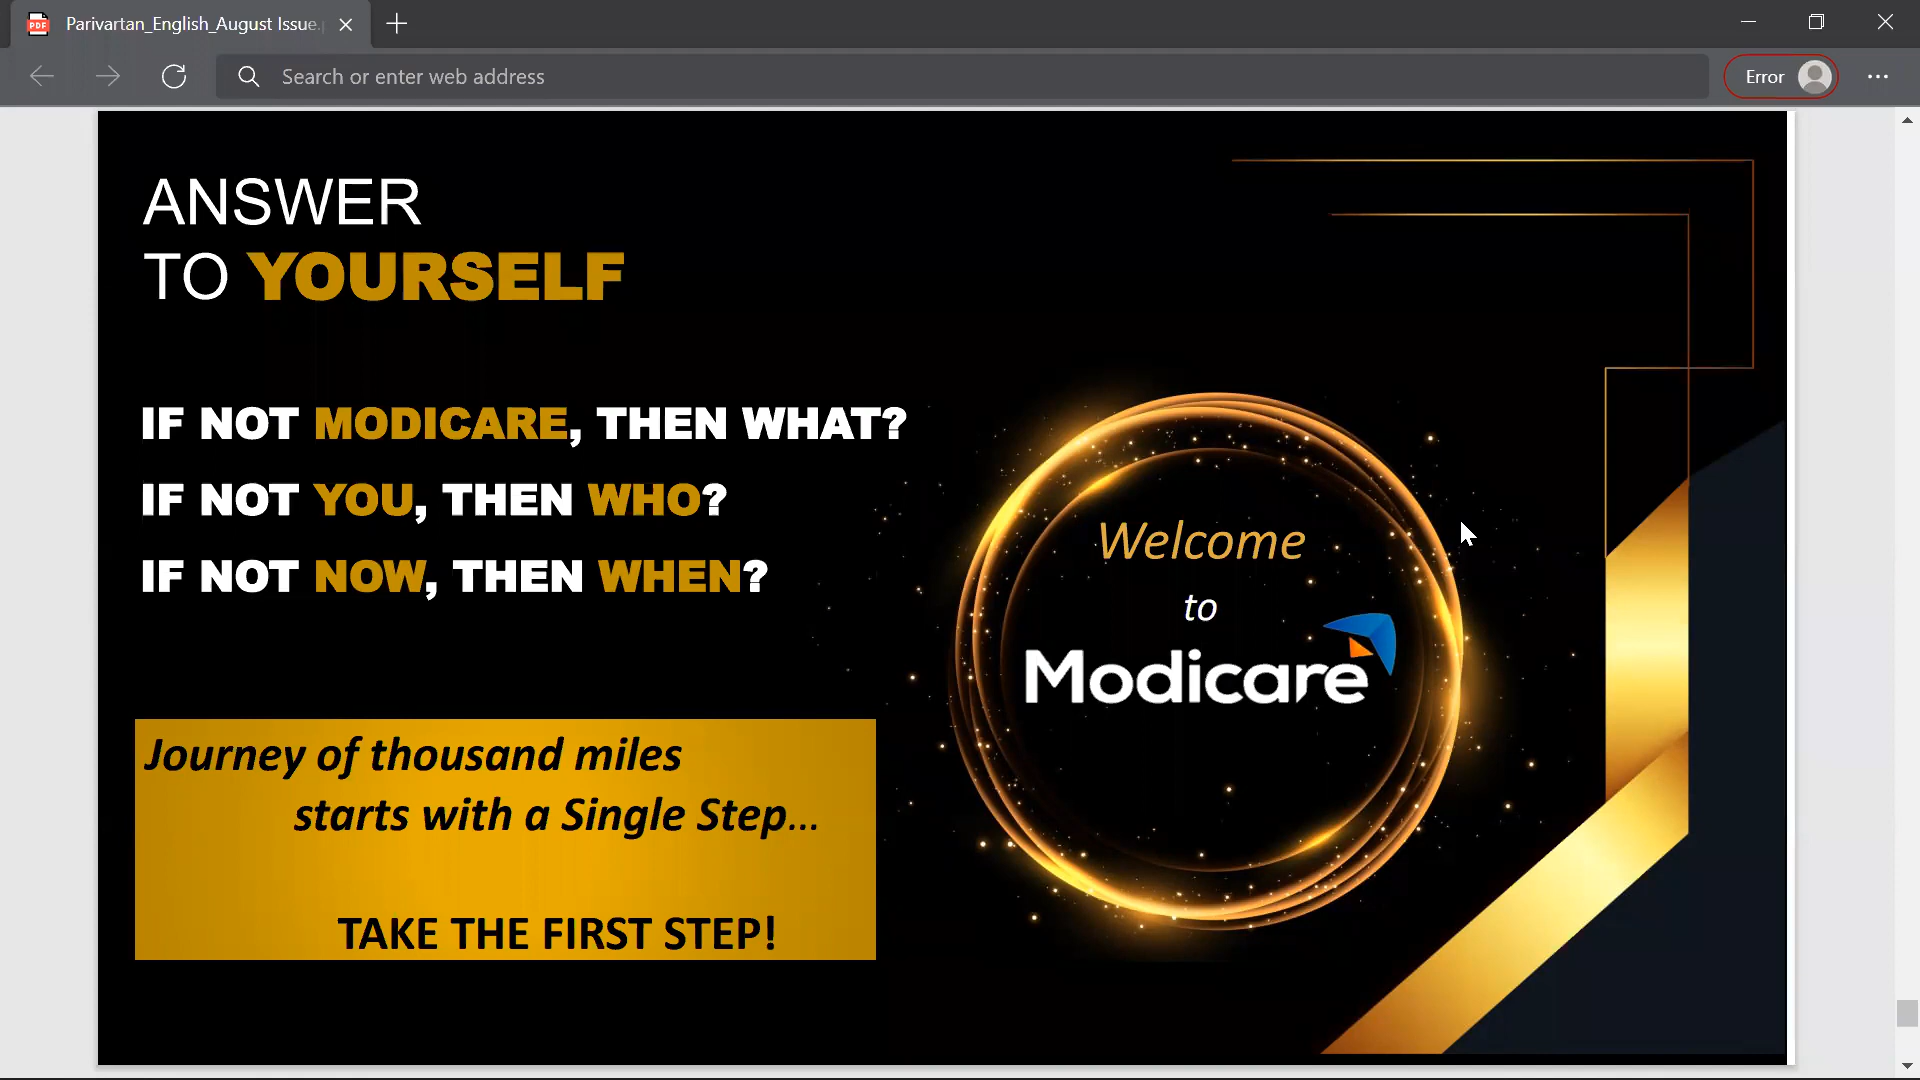 Parivartan_English_August Issue.
Search or enter web address
Error
ANSWER
TO YOURSELF
IF NOT MODICARE, THEN WHAT?
IF NOT YOU, THEN WHO?
IF NOT NOW, THEN WHEN?
Journey of thousand miles
starts with a Single Step...
TAKE THE FIRST STEP!
Welcome
to
Modicare